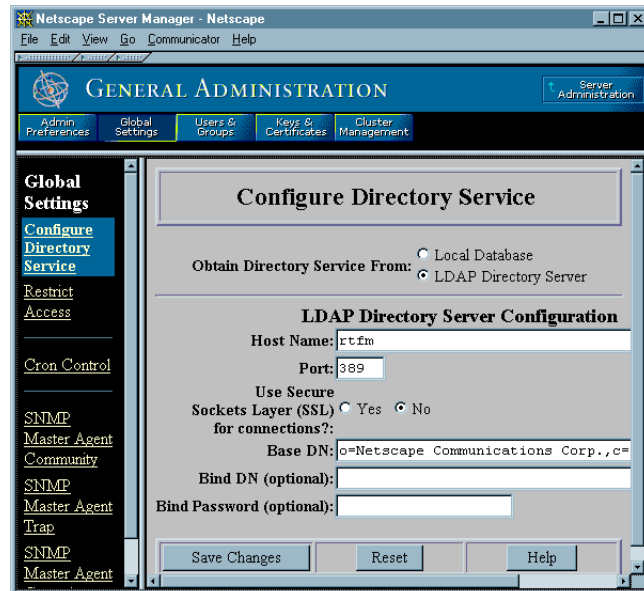 Netscape Server Manager - Netscape
File Edit View Go Communicator Help
GENERAL ADMINISTRATION
Server
Administration
Admin
Preferences
Global
Settings
Users &
Groups
Keys &
Certificates
Cluster
Management
Global
Settings
Configure
Directory
Service
Restrict
Access
Cron Control
SNMP
Master Agent
Community
SNMP
Master Agent
Trap
SNMP
Master Agent
Configure Directory Service
Obtain Directory Service From:
Local Database
LDAP Directory Server
LDAP Directory Server Configuration
Host Name: rtfm
Port: 389
Use Secure
Sockets Layer (SSL) Yes No
for connections?:
Base DN: o=Netscape Communications Corp.,c=
Bind DN (optional):
Bind Password (optional):
Save Changes Reset Help